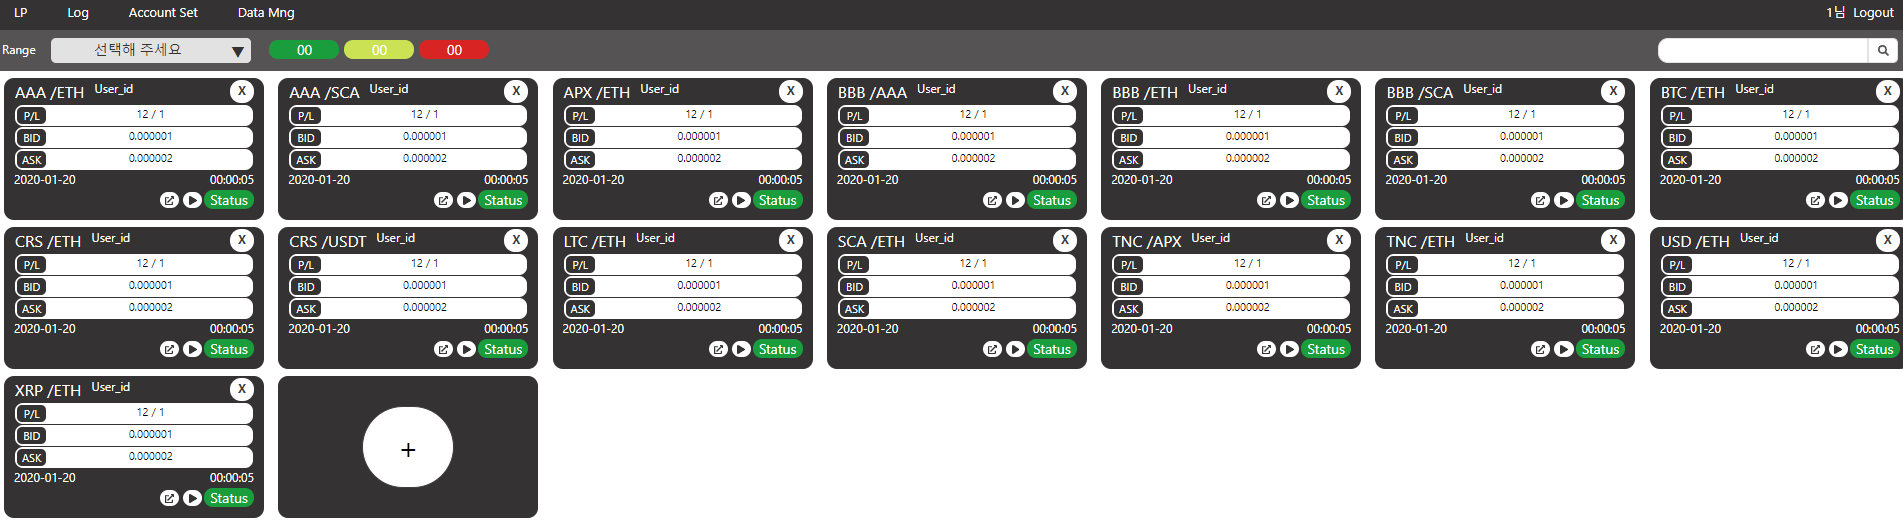 LP Log Account Set Data Mng 1님 Logout
Range 선택해 주세요 ▼ 00 00 00
AAA /ETH User_id X
P/L 12 / 1
BID 0.000001
ASK 0.000002
2020-01-20 00:00:05
Status
AAA /SCA User_id X
P/L 12 / 1
BID 0.000001
ASK 0.000002
2020-01-20 00:00:05
Status
APX /ETH User_id X
P/L 12 / 1
BID 0.000001
ASK 0.000002
2020-01-20 00:00:05
Status
BBB /AAA User_id X
P/L 12 / 1
BID 0.000001
ASK 0.000002
2020-01-20 00:00:05
Status
BBB /ETH User_id X
P/L 12 / 1
BID 0.000001
ASK 0.000002
2020-01-20 00:00:05
Status
BBB /SCA User_id X
P/L 12 / 1
BID 0.000001
ASK 0.000002
2020-01-20 00:00:05
Status
BTC /ETH User_id X
P/L 12 / 1
BID 0.000001
ASK 0.000002
2020-01-20 00:00:05
Status
CRS /ETH User_id X
P/L 12 / 1
BID 0.000001
ASK 0.000002
2020-01-20 00:00:05
Status
CRS /USDT User_id X
P/L 12 / 1
BID 0.000001
ASK 0.000002
2020-01-20 00:00:05
Status
LTC /ETH User_id X
P/L 12 / 1
BID 0.000001
ASK 0.000002
2020-01-20 00:00:05
Status
SCA /ETH User_id X
P/L 12 / 1
BID 0.000001
ASK 0.000002
2020-01-20 00:00:05
Status
TNC /APX User_id X
P/L 12 / 1
BID 0.000001
ASK 0.000002
2020-01-20 00:00:05
Status
TNC /ETH User_id X
P/L 12 / 1
BID 0.000001
ASK 0.000002
2020-01-20 00:00:05
Status
USD /ETH User_id X
P/L 12 / 1
BID 0.000001
ASK 0.000002
2020-01-20 00:00:05
Status
XRP /ETH User_id X
P/L 12 / 1
BID 0.000001
ASK 0.000002
2020-01-20 00:00:05
Status
+